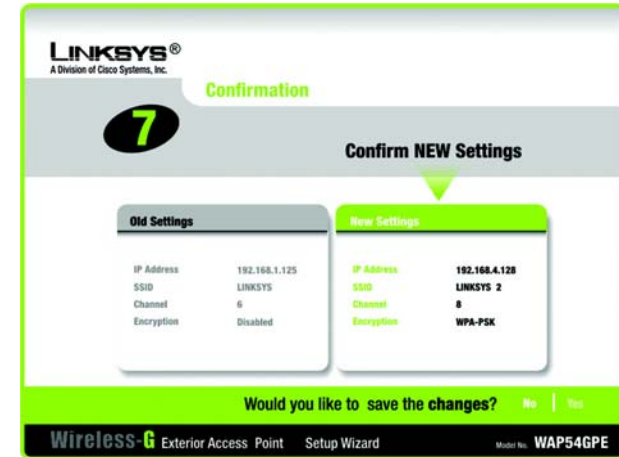 LINKSYS®
A Division of Cisco Systems, Inc.
Confirmation
7
Confirm NEW Settings
Old Settings
IP Address 192.168.1.125
SSID LINKSYS
Channel 6
Encryption Disabled
New Settings
IP Address 192.168.4.128
SSID LINKSYS 2
Channel 8
Encryption WPA-PSK
Would you like to save the changes? No | Yes
Wireless-G Exterior Access Point Setup Wizard Model No. WAP54GPE